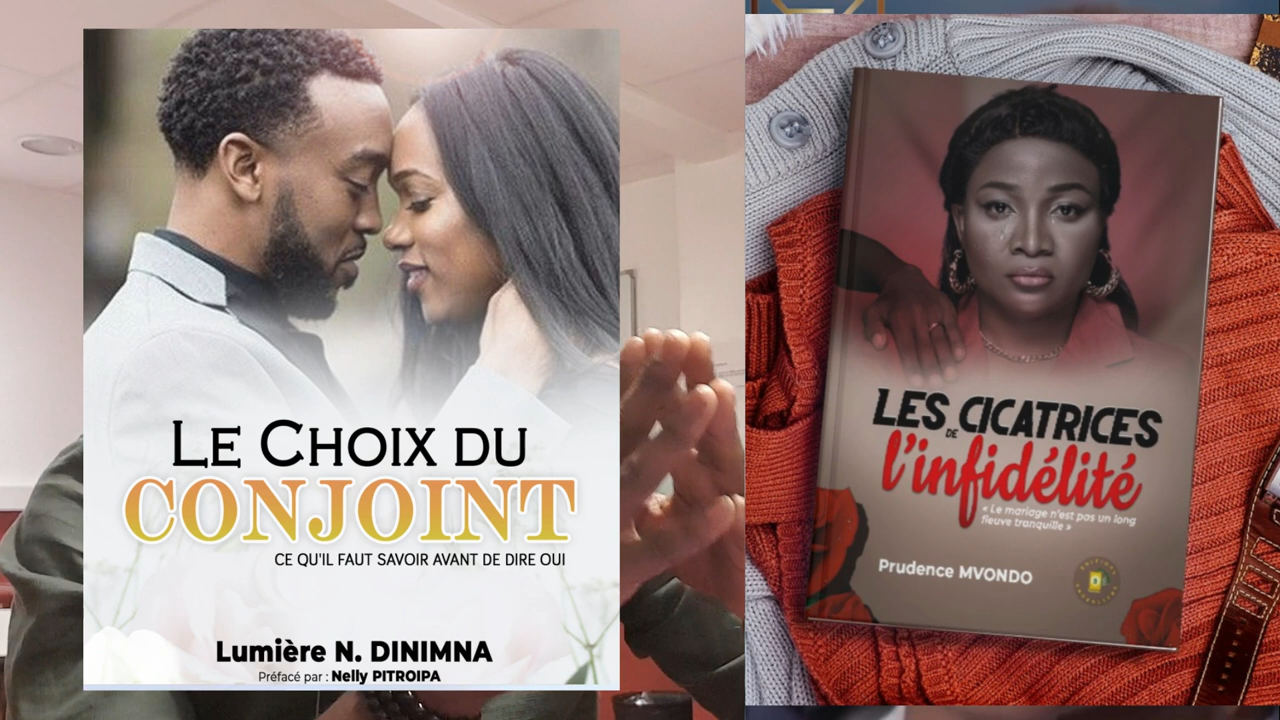 LE CHOIX DU
CONJOINT
CE QU'IL FAUT SAVOIR AVANT DE DIRE OUI
Lumière N. DINIMNA
Préfacé par : Nelly PITROIPA
LES CICATRICES
DE
l'infidélité
« Le mariage n'est pas un long
fleuve tranquille »
Prudence MVONDO